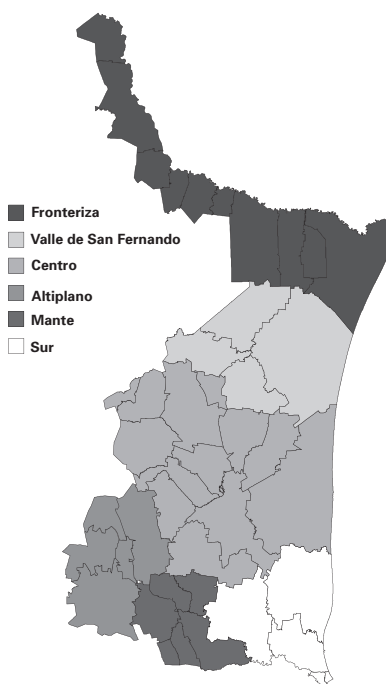 Fronteriza
Valle de San Fernando
Centro
Altiplano
Mante
Sur